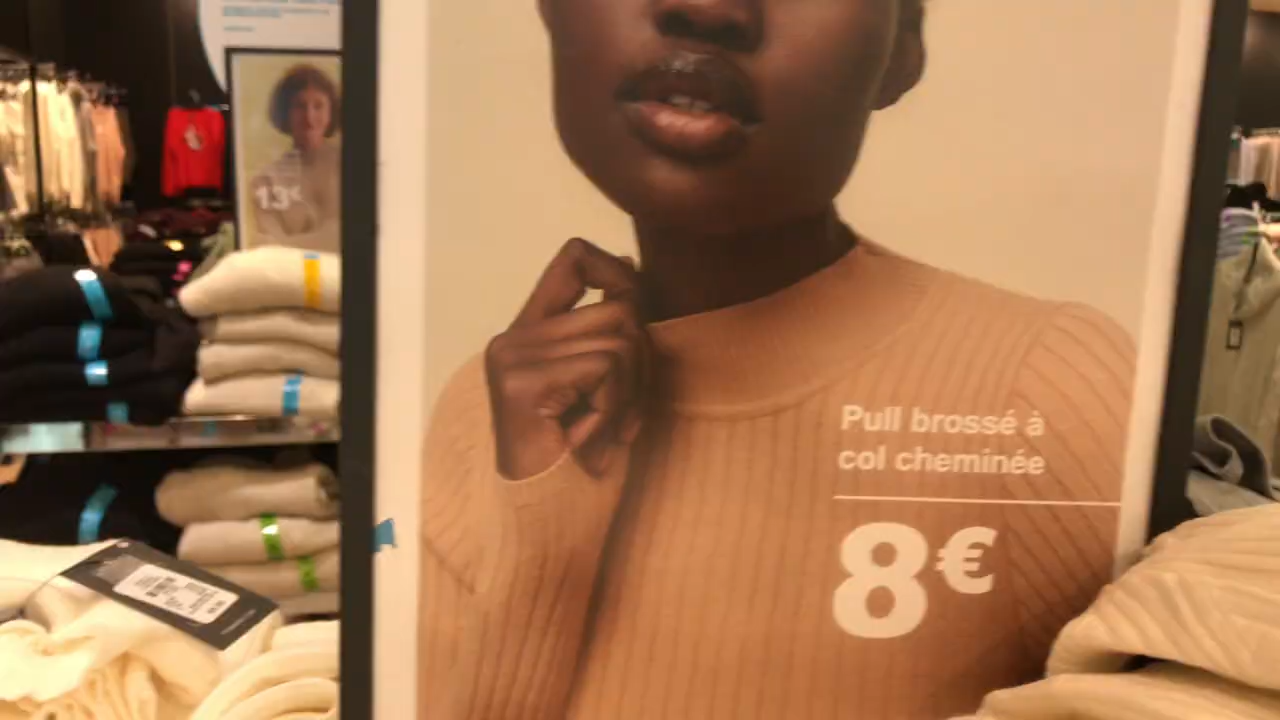 13€
Pull brossé à
col cheminée
8€